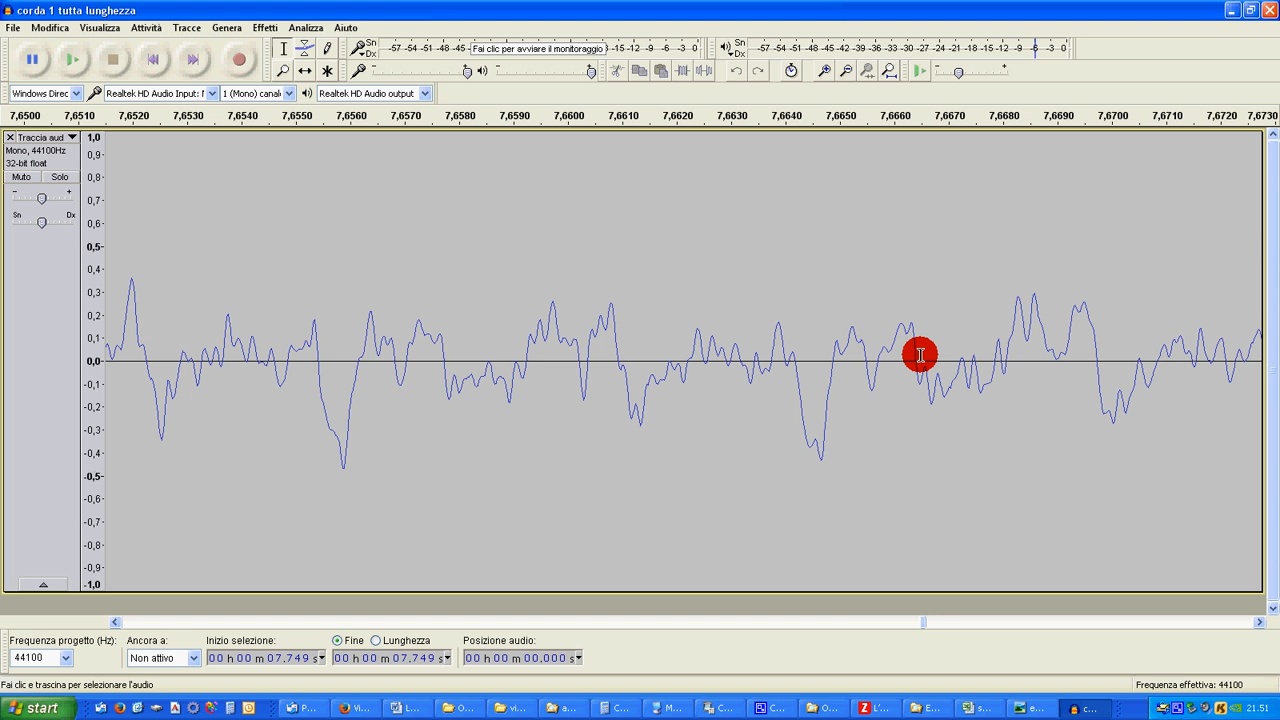 corda 1 tutta lunghezza
File Modifica Visualizza Attività Tracce Genera Effetti Analizza Aiuto
Sn -57 -54 -51 -48 -45 Fai clic per avviare il monitoraggio -15 -12 -9 -6 -3 0 Sn -57 -54 -51 -48 -45 -42 -39 -36 -33 -30 -27 -24 -21 -18 -15 -12 -9 -6 -3 0
Dx Dx
Windows Direc Realtek HD Audio Input: 1 (Mono) canale Realtek HD Audio output
7,6500 7,6510 7,6520 7,6530 7,6540 7,6550 7,6560 7,6570 7,6580 7,6590 7,6600 7,6610 7,6620 7,6630 7,6640 7,6650 7,6660 7,6670 7,6680 7,6690 7,6700 7,6710 7,6720 7,6730
Traccia aud
Mono, 44100Hz
32-bit float
Muto Solo
- +
Sn Dx
1,0
0,9
0,8
0,7
0,6
0,5
0,4
0,3
0,2
0,1
0,0
-0,1
-0,2
-0,3
-0,4
-0,5
-0,6
-0,7
-0,8
-0,9
-1,0
Frequenza progetto (Hz): Ancora a: Inizio selezione: Fine Lunghezza Posizione audio:
44100 Non attivo 00 h 00 m 07.749 s 00 h 00 m 07.749 s 00 h 00 m 00.000 s
Fai clic e trascina per selezionare l'audio Frequenza effettiva: 44100
start P... Vi... L... O... vi... a... C... M... C... C... O... L'... E... s... e... c... 21.51